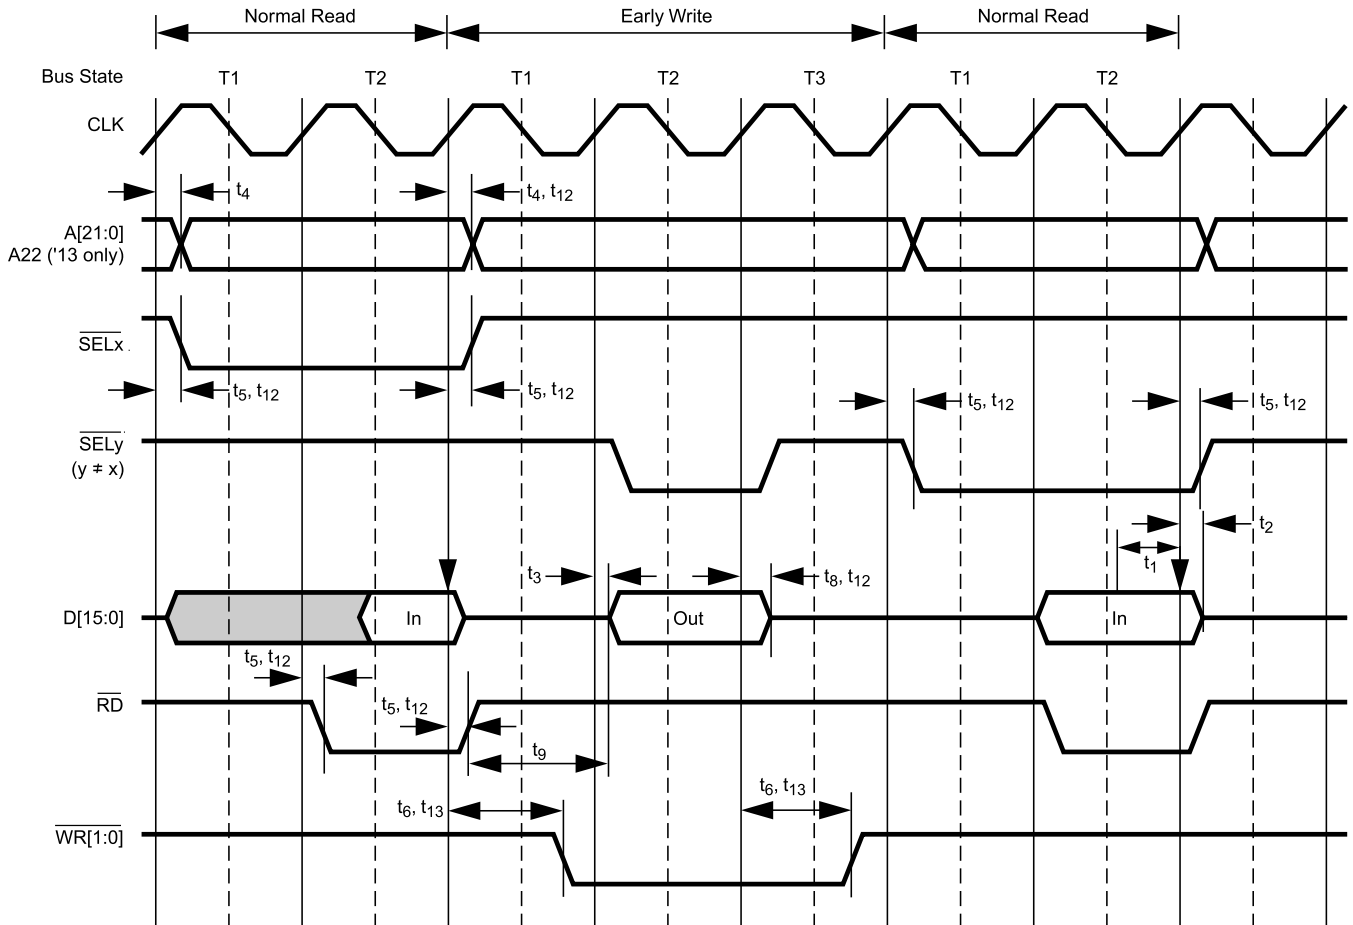 Normal Read Early Write Normal Read
Bus State T1 T2 T1 T2 T3 T1 T2
CLK
t4 t4, t12
A[21:0]
A22 ('13 only)
SELx
t5, t12 t5, t12 t5, t12 t5, t12
SELy
(y ≠ x)
t2
t1
t3 t8, t12
D[15:0] In Out In
t5, t12
RD t5, t12
t9
t6, t13 t6, t13
WR[1:0]